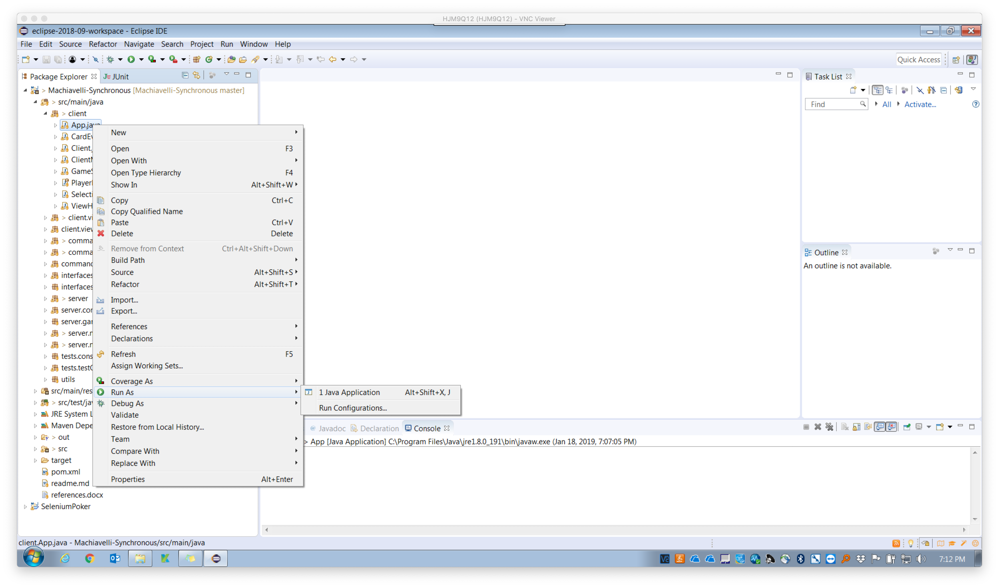 HJM9Q12 (HJM9Q12) - VNC Viewer
eclipse-2018-09-workspace - Eclipse IDE
File Edit Source Refactor Navigate Search Project Run Window Help
Quick Access
Package Explorer JUnit
> Machiavelli-Synchronous [Machiavelli-Synchronous master]
> src/main/java
> client
App.java
CardEv
Client.
Client
Game
Player
Selecti
ViewH
> client.vi
client.view
> comma
> comma
command
interfaces
interfaces
> server
server.con
server.gar
> server.r
> server.r
tests.cons
tests.test
utils
src/main/res
> src/test/jav
JRE System L
Maven Depe
> out
> src
target
pom.xml
readme.md
references.docx
SeleniumPoker
New
Open F3
Open With
Open Type Hierarchy F4
Show In Alt+Shift+W
Copy Ctrl+C
Copy Qualified Name
Paste Ctrl+V
Delete Delete
Remove from Context Ctrl+Alt+Shift+Down
Build Path
Source Alt+Shift+S
Refactor Alt+Shift+T
Import...
Export...
References
Declarations
Refresh F5
Assign Working Sets...
Coverage As
Run As
Debug As
Validate
Restore from Local History...
Team
Compare With
Replace With
Properties Alt+Enter
1 Java Application Alt+Shift+X, J
Run Configurations...
Task List
Find All Activate...
Outline
An outline is not available.
@ Javadoc Declaration Console
> App [Java Application] C:\Program Files\Java\jre1.8.0_191\bin\javaw.exe (Jan 18, 2019, 7:07:05 PM)
client.App.java - Machiavelli-Synchronous/src/main/java
7:12 PM